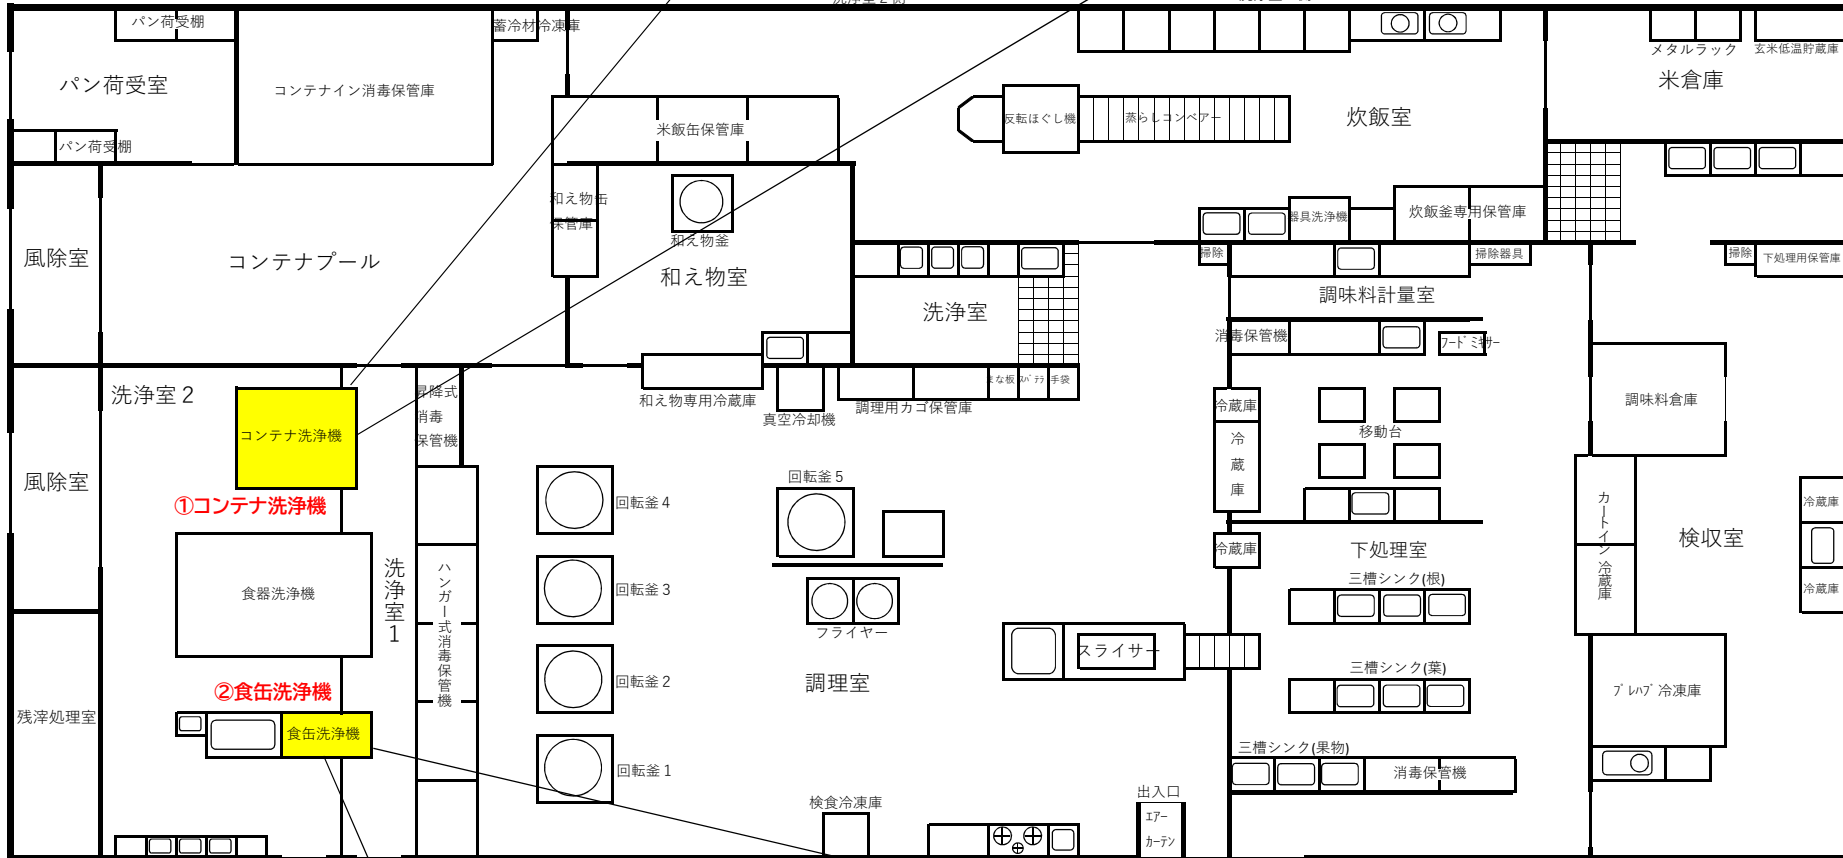 パン荷受棚
蓄冷材冷凍庫
メタルラック
玄米低温貯蔵庫
パン荷受室
コンテナイン消毒保管庫
米倉庫
米飯缶保管庫
反転ほぐし機
蒸らしコンベアー
炊飯室
パン荷受棚
和え物缶
保管庫
和え物釜
器具洗浄機
炊飯釜専用保管庫
風除室
コンテナプール
和え物室
掃除
掃除器具
掃除
下処理用保管庫
洗浄室
調味料計量室
消毒保管機
フードミキサー
洗浄室2
昇降式
消毒
保管機
和え物専用冷蔵庫
真空冷却機
調理用カゴ保管庫
まな板
スパテラ
手袋
冷蔵庫
移動台
調味料倉庫
コンテナ洗浄機
冷蔵庫
風除室
①コンテナ洗浄機
回転釜4
回転釜5
カートイン冷蔵庫
冷蔵庫
検収室
冷蔵庫
下処理室
三槽シンク(根)
冷蔵庫
食器洗浄機
洗浄室1
ハンガー式消毒保管機
回転釜3
フライヤー
スライサー
三槽シンク(葉)
②食缶洗浄機
回転釜2
調理室
プレハブ冷凍庫
残滓処理室
食缶洗浄機
三槽シンク(果物)
消毒保管機
回転釜1
検食冷凍庫
出入口
エアー
カーテン